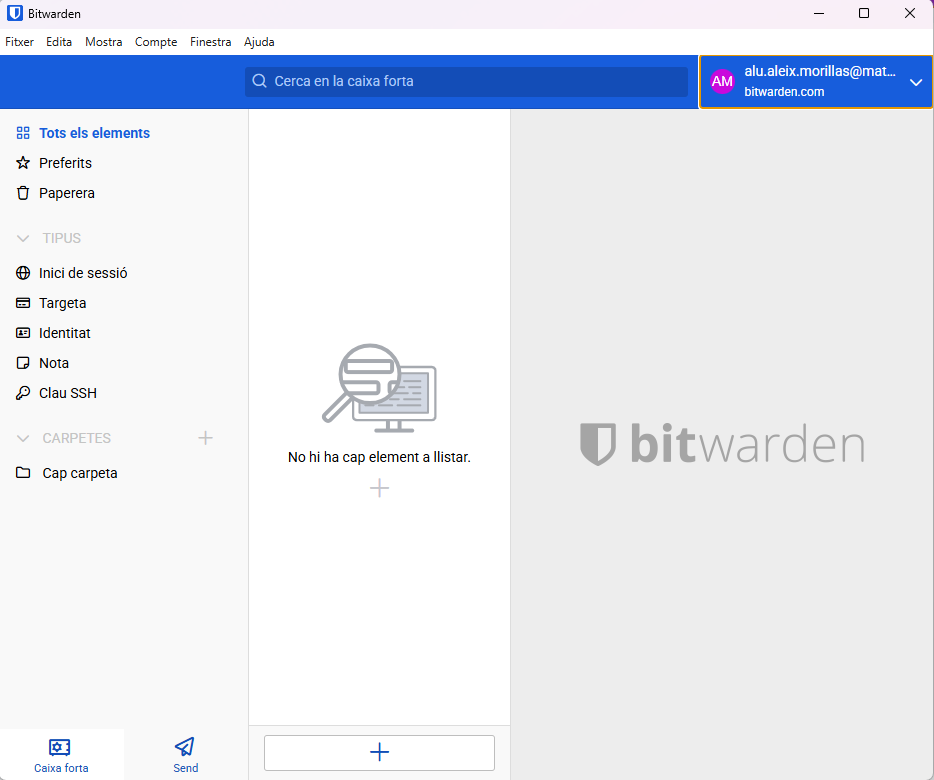 Bitwarden
Fitxer Edita Mostra Compte Finestra Ajuda
Cerca en la caixa forta
AM
alu.aleix.morillas@mat...
bitwarden.com
Tots els elements
Preferits
Paperera
TIPUS
Inici de sessió
Targeta
Identitat
Nota
Clau SSH
CARPETES
Cap carpeta
No hi ha cap element a llistar.
bitwarden
Caixa forta
Send